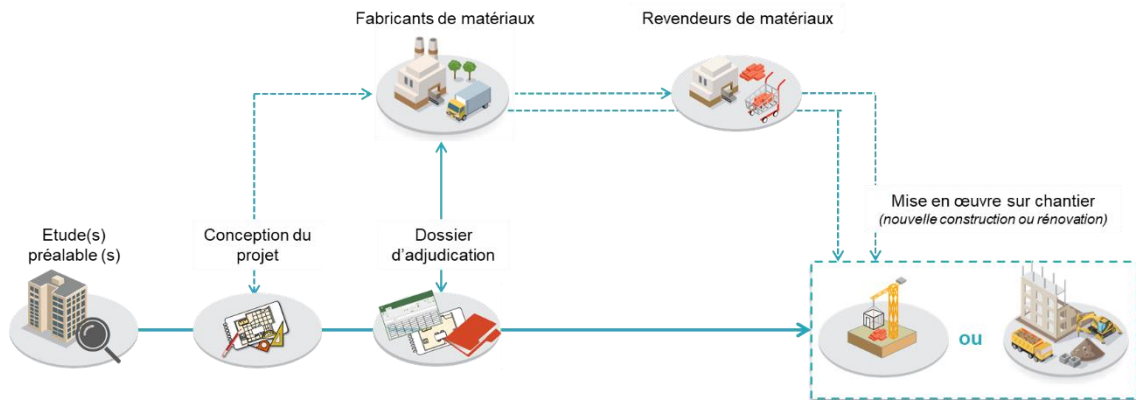 Fabricants de matériaux
Revendeurs de matériaux
Mise en œuvre sur chantier
(nouvelle construction ou rénovation)
Etude(s)
préalable (s)
Conception du
projet
Dossier
d'adjudication
ou